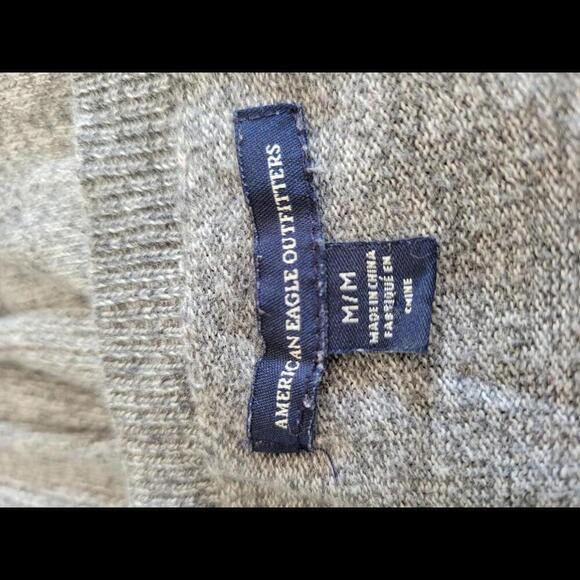 AMERICAN EAGLE OUTFITTERS
M/M
MADE IN CHINA
FABRIQUÉ EN
CHINE